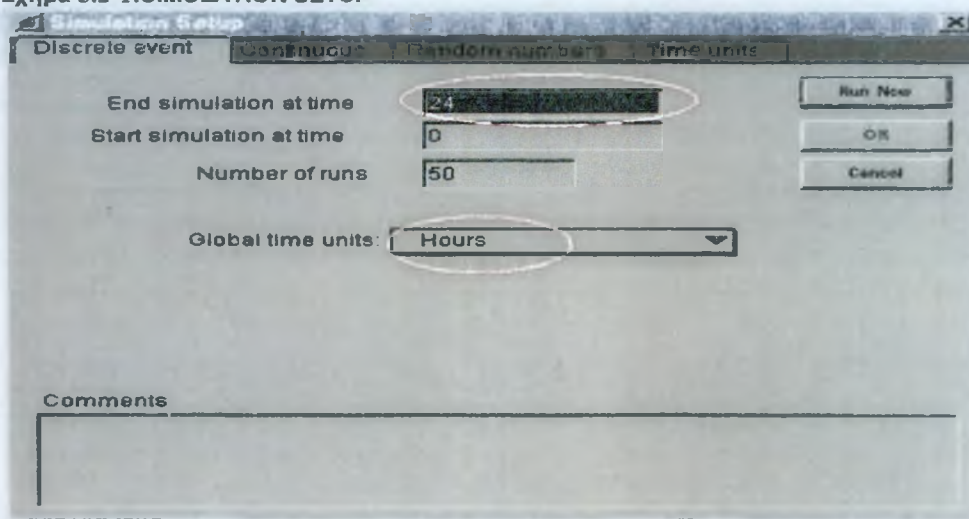 Simulation Setup
Discrete event Continuous Random numbers Time units
End simulation at time 24
Start simulation at time 0
Number of runs 50
Run Now
OK
Cancel
Global time units: Hours
Comments